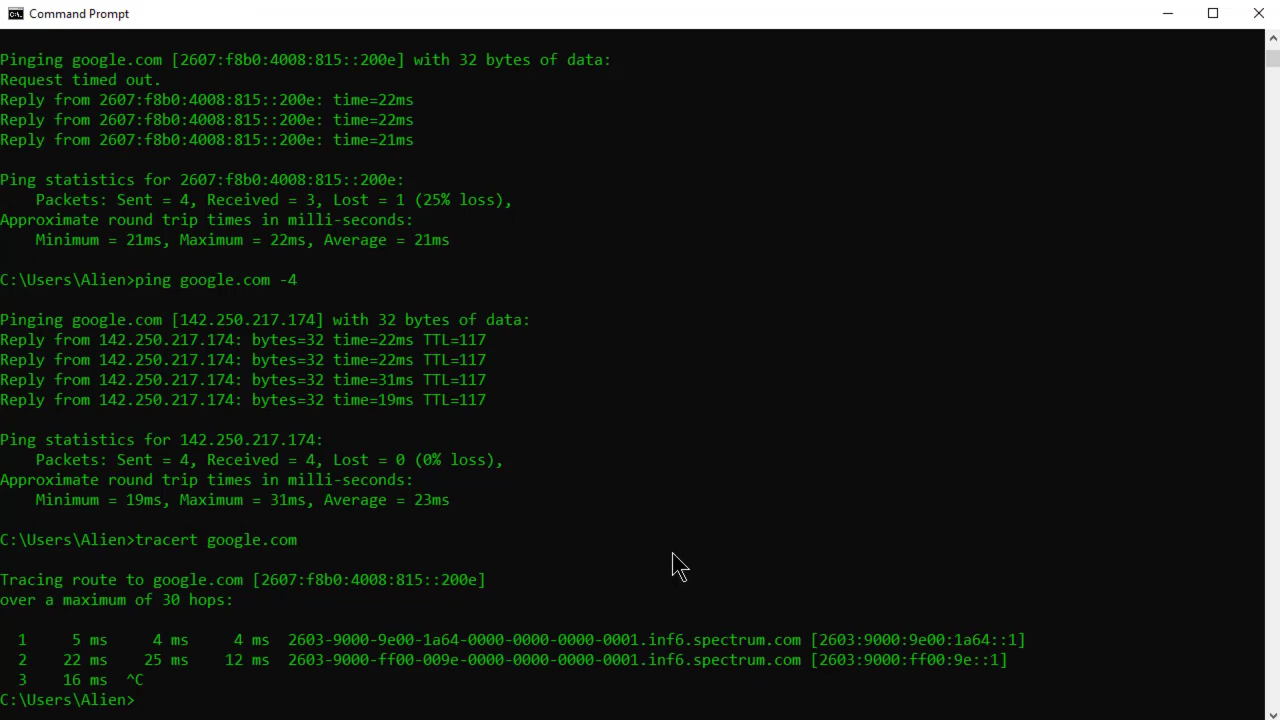 Command Prompt
Pinging google.com [2607:f8b0:4008:815::200e] with 32 bytes of data:
Request timed out.
Reply from 2607:f8b0:4008:815::200e: time=22ms
Reply from 2607:f8b0:4008:815::200e: time=22ms
Reply from 2607:f8b0:4008:815::200e: time=21ms
Ping statistics for 2607:f8b0:4008:815::200e:
    Packets: Sent = 4, Received = 3, Lost = 1 (25% loss),
Approximate round trip times in milli-seconds:
    Minimum = 21ms, Maximum = 22ms, Average = 21ms
C:\Users\Alien>ping google.com -4
Pinging google.com [142.250.217.174] with 32 bytes of data:
Reply from 142.250.217.174: bytes=32 time=22ms TTL=117
Reply from 142.250.217.174: bytes=32 time=22ms TTL=117
Reply from 142.250.217.174: bytes=32 time=31ms TTL=117
Reply from 142.250.217.174: bytes=32 time=19ms TTL=117
Ping statistics for 142.250.217.174:
    Packets: Sent = 4, Received = 4, Lost = 0 (0% loss),
Approximate round trip times in milli-seconds:
    Minimum = 19ms, Maximum = 31ms, Average = 23ms
C:\Users\Alien>tracert google.com
Tracing route to google.com [2607:f8b0:4008:815::200e]
over a maximum of 30 hops:
  1     5 ms     4 ms     4 ms  2603-9000-9e00-1a64-0000-0000-0000-0001.inf6.spectrum.com [2603:9000:9e00:1a64::1]
  2    22 ms    25 ms    12 ms  2603-9000-ff00-009e-0000-0000-0000-0001.inf6.spectrum.com [2603:9000:ff00:9e::1]
  3    16 ms  ^C
C:\Users\Alien>